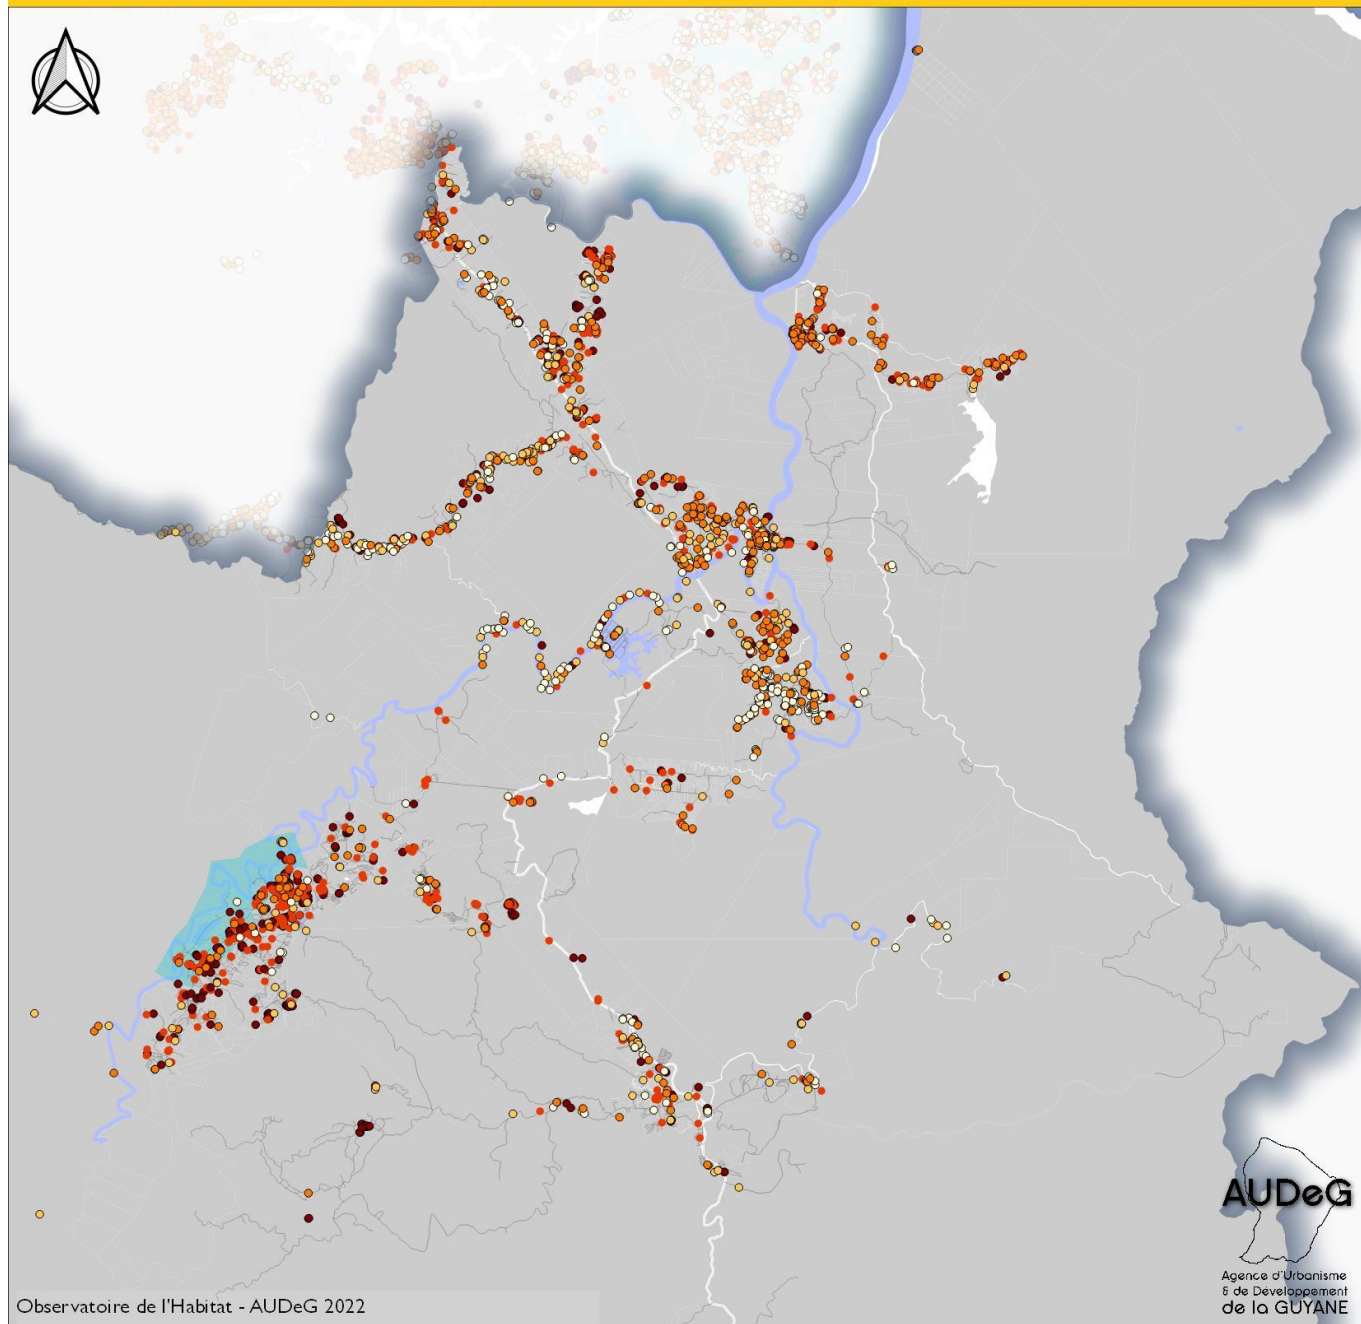 Observatoire de l'Habitat - AUDeG 2022
AUDeG
Agence d'Urbanisme
& de Développement
de la GUYANE